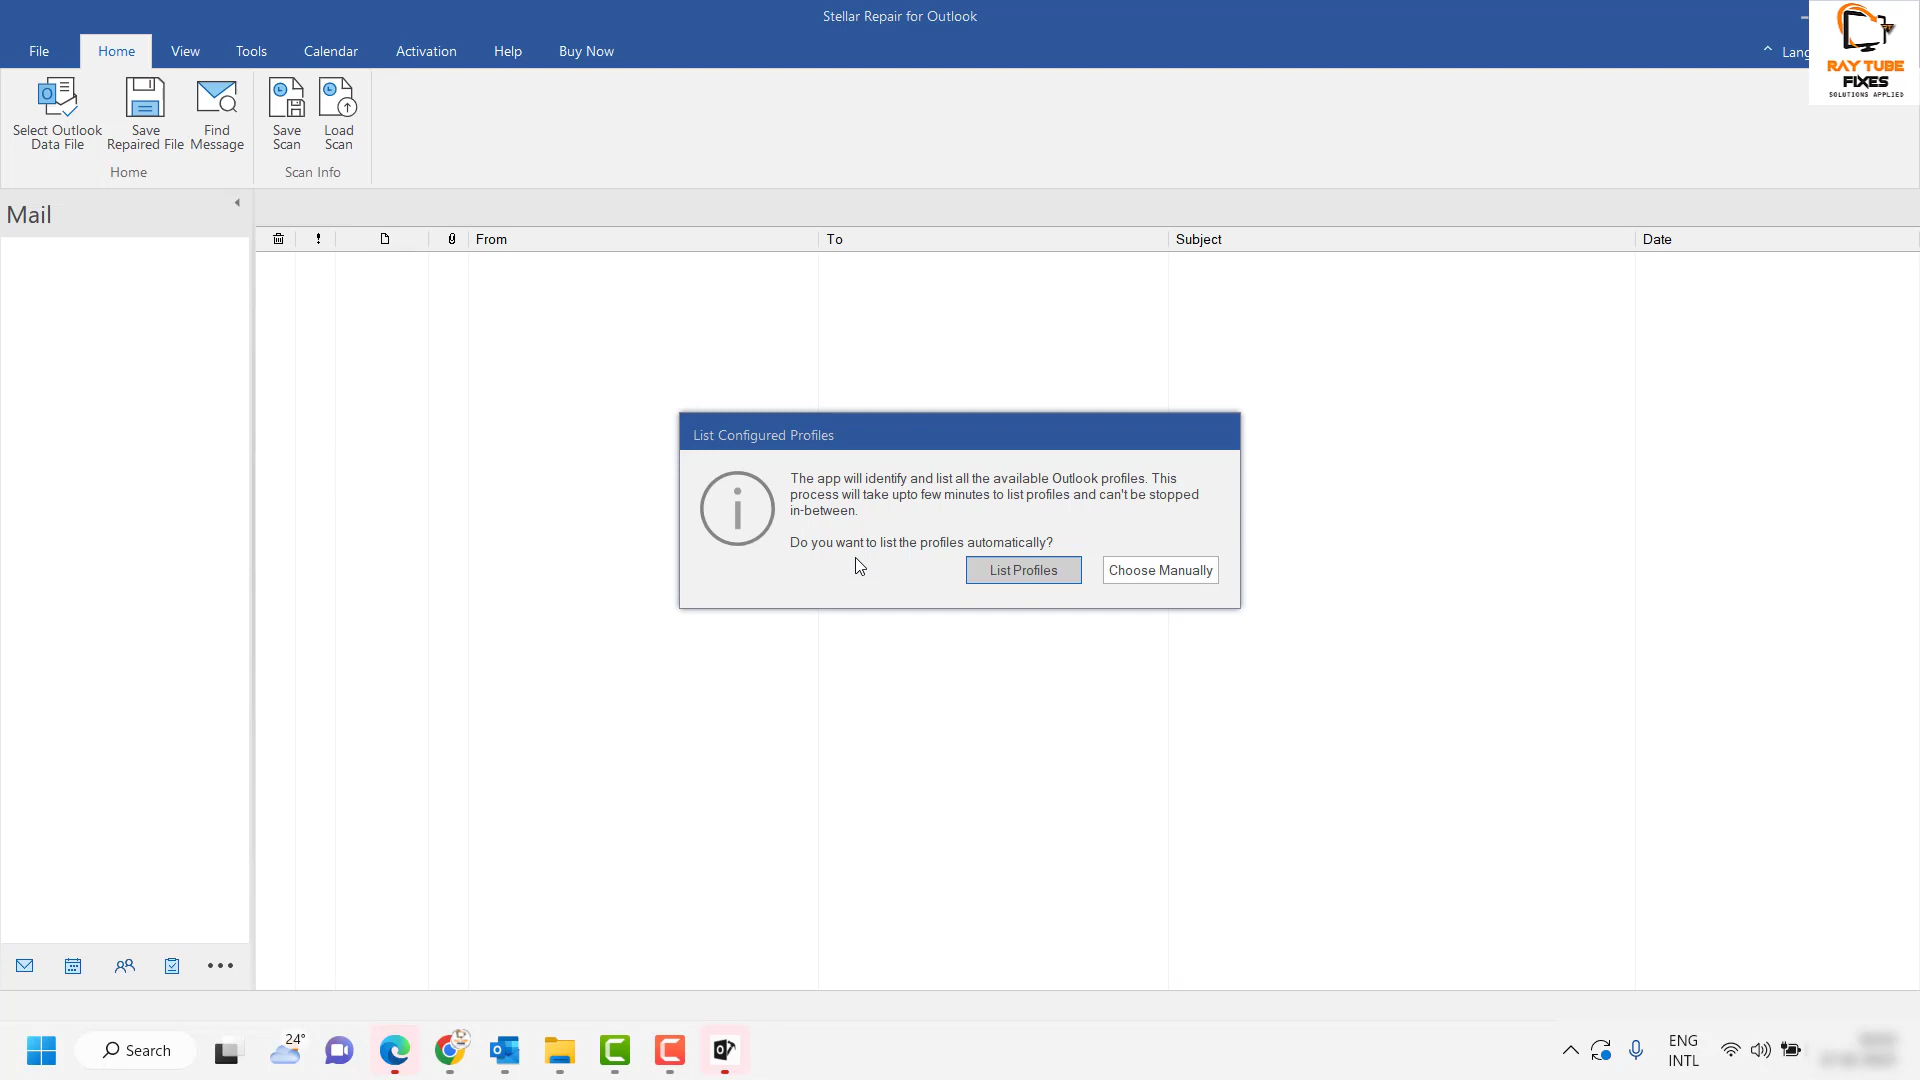 Stellar Repair for Outlook
File Home View Tools Calendar Activation Help Buy Now
Lang
RAY TUBE
FIXES
SOLUTIONS APPLIED
Select Outlook
Data File
Save
Repaired File
Find
Message
Save
Scan
Load
Scan
Home
Scan Info
Mail
From To Subject Date
List Configured Profiles
The app will identify and list all the available Outlook profiles. This
process will take upto few minutes to list profiles and can't be stopped
in-between.
Do you want to list the profiles automatically?
List Profiles Choose Manually
Search
24°
ENG
INTL